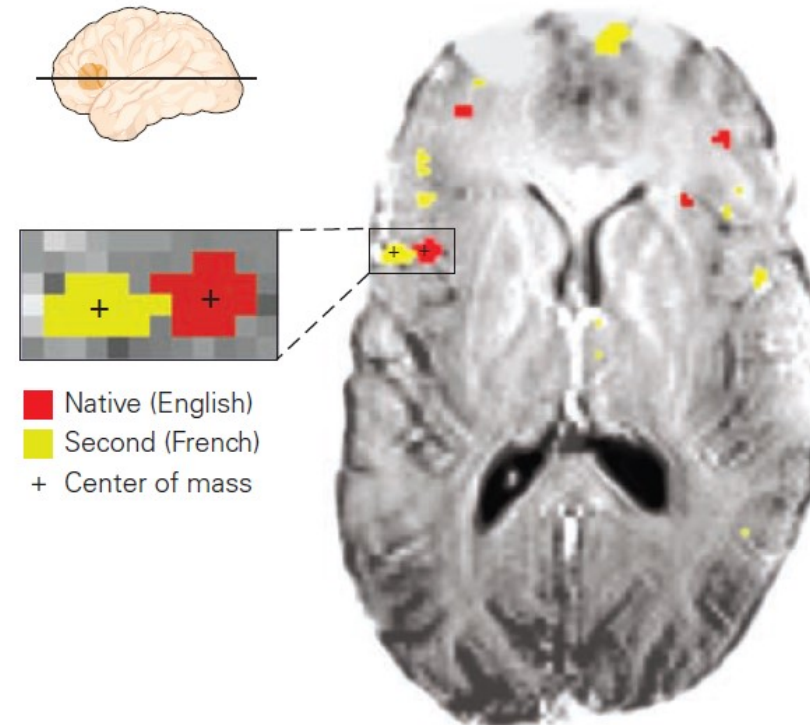 Native (English)
Second (French)
+ Center of mass